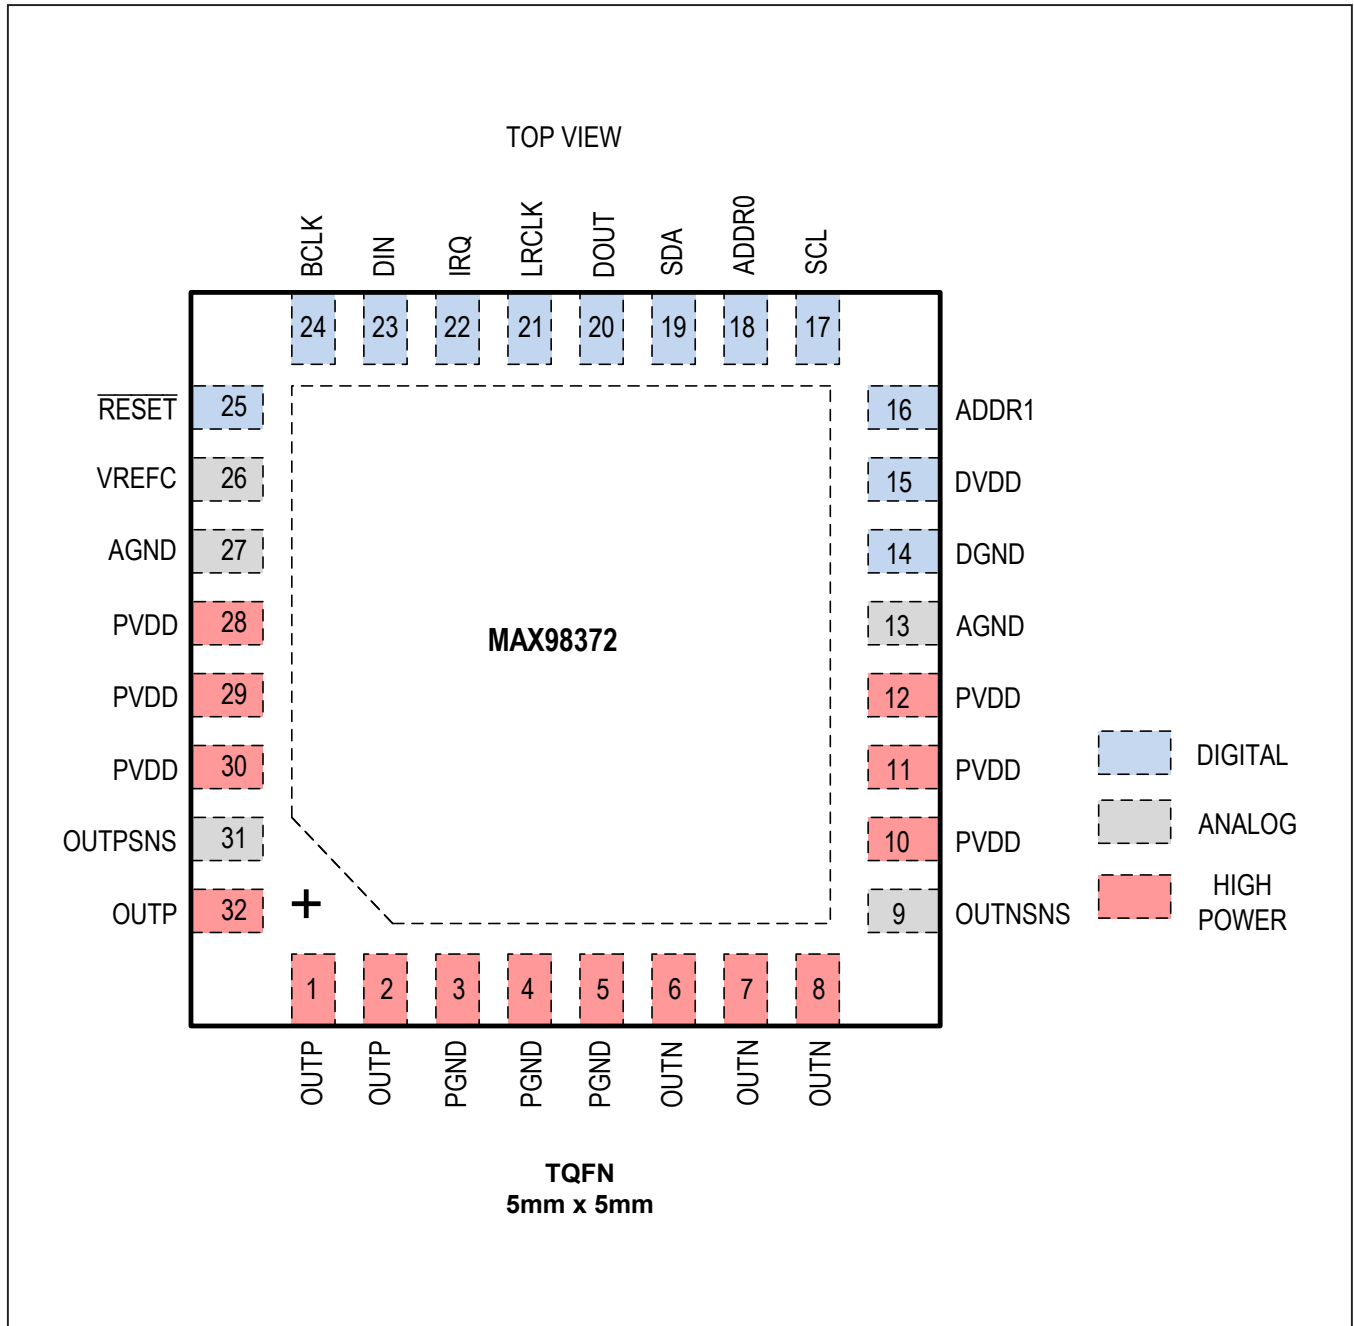 TOP VIEW
BCLK
DIN
IRQ
LRCLK
DOUT
SDA
ADDR0
SCL
24
23
22
21
20
19
18
17
RESET
25
16
ADDR1
VREFC
26
15
DVDD
AGND
27
14
DGND
PVDD
28
13
AGND
MAX98372
PVDD
29
12
PVDD
PVDD
30
11
PVDD
DIGITAL
OUTPSNS
31
10
PVDD
ANALOG
OUTP
32
+
9
OUTNSNS
HIGH
POWER
1
2
3
4
5
6
7
8
OUTP
OUTP
PGND
PGND
PGND
OUTN
OUTN
OUTN
TQFN
5mm x 5mm